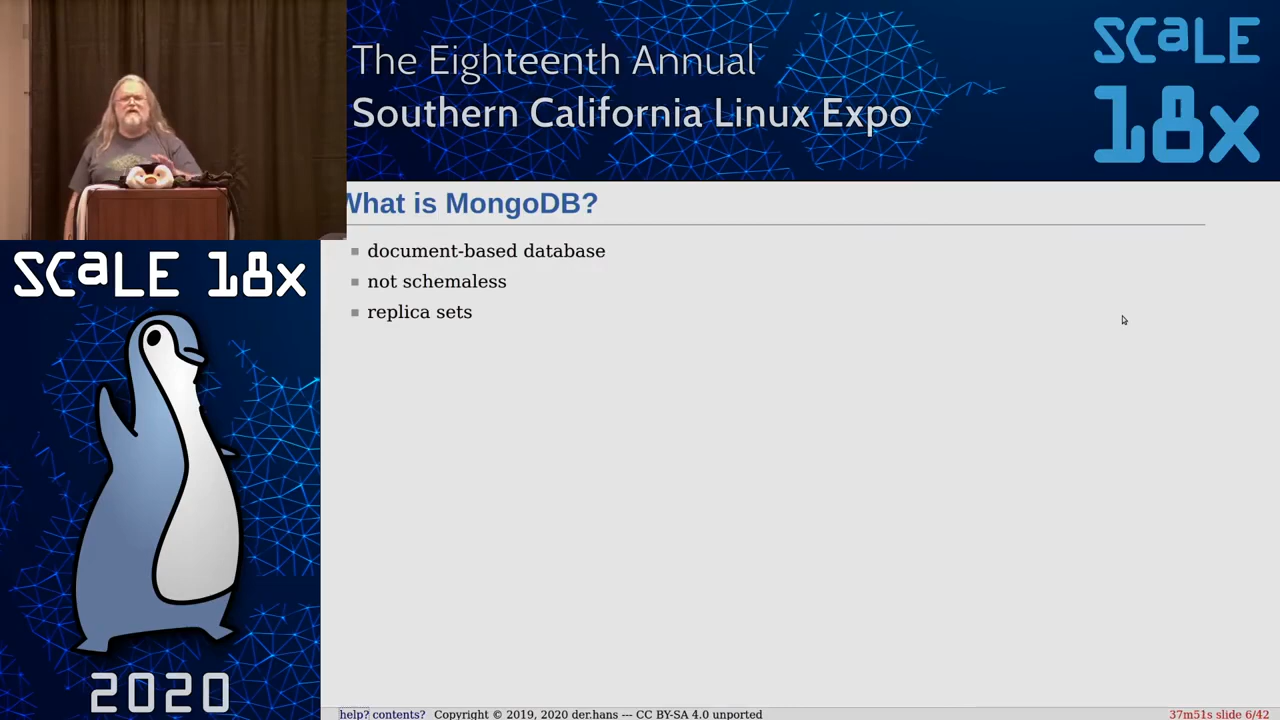 The Eighteenth Annual
Southern California Linux Expo
SCaLE
18x
What is MongoDB?
document-based database
not schemaless
replica sets
SCaLE 18x
2020
help? contents? Copyright © 2019, 2020 der.hans --- CC BY-SA 4.0 unported
37m51s slide 6/42